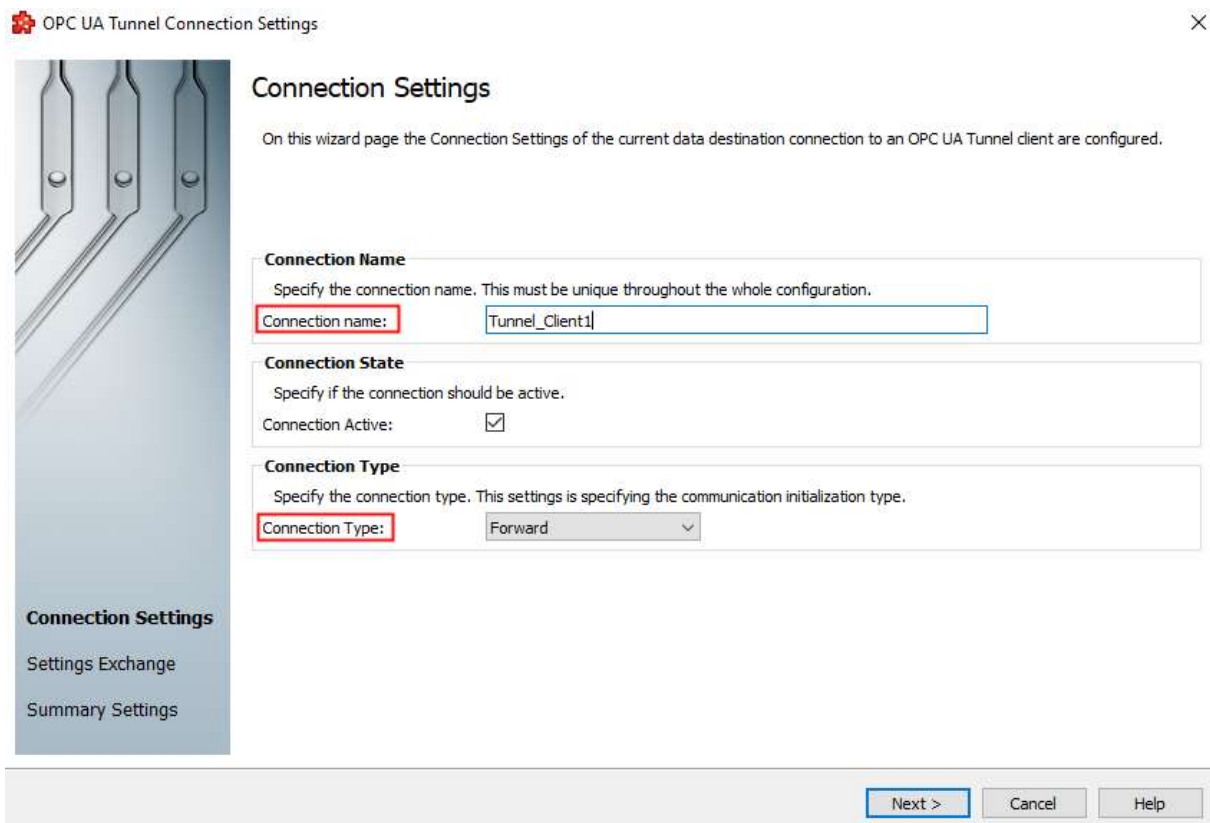 OPC UA Tunnel Connection Settings
Connection Settings
On this wizard page the Connection Settings of the current data destination connection to an OPC UA Tunnel client are configured.
Connection Name
Specify the connection name. This must be unique throughout the whole configuration.
Connection name: Tunnel_Client1
Connection State
Specify if the connection should be active.
Connection Active:
Connection Type
Specify the connection type. This settings is specifying the communication initialization type.
Connection Type: Forward
Connection Settings
Settings Exchange
Summary Settings
Next > Cancel Help